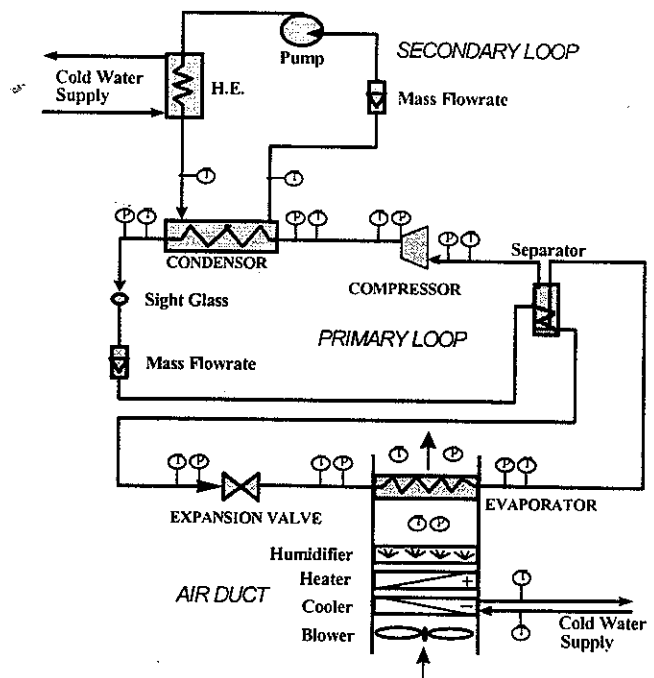 Pump
SECONDARY LOOP
Cold Water
Supply
H.E.
Mass Flowrate
T
T
P T
P T
T P
P T
CONDENSOR
COMPRESSOR
Separator
Sight Glass
PRIMARY LOOP
Mass Flowrate
T P
T P
T P
P T
EXPANSION VALVE
EVAPORATOR
T P
Humidifier
Heater
+
AIR DUCT
Cooler
−
T
Cold Water
Supply
T
Blower